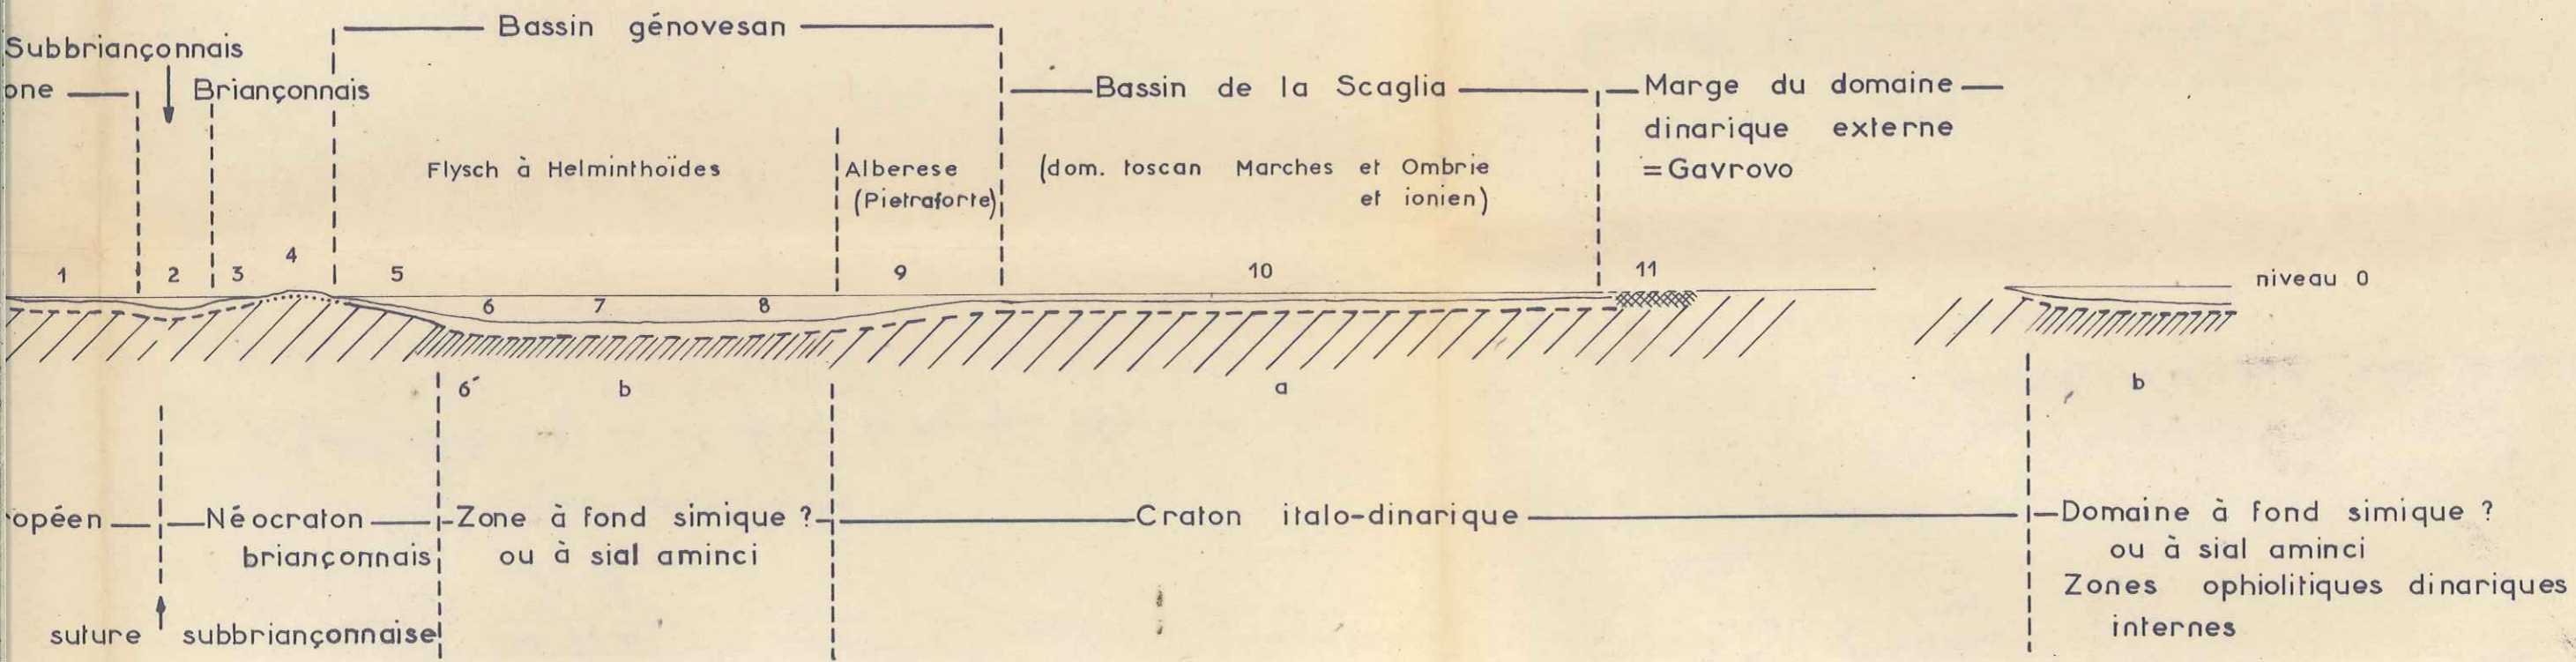 Bassin génovesan
Subbriançonnais
one
Briançonnais
Bassin de la Scaglia
Marge du domaine
dinarique externe
= Gavrovo
Flysch à Helminthoïdes
Alberese
(Pietraforte)
(dom. toscan Marches et Ombrie
et ionien)
1 2 3 4 5 6 7 8 9 10 11
niveau 0
6' b a b
opéen
Néocraton
briançonnais
Zone à fond simique ?
ou à sial aminci
Craton italo-dinarique
Domaine à fond simique ?
ou à sial aminci
Zones ophiolitiques dinariques
internes
suture subbriançonnaise